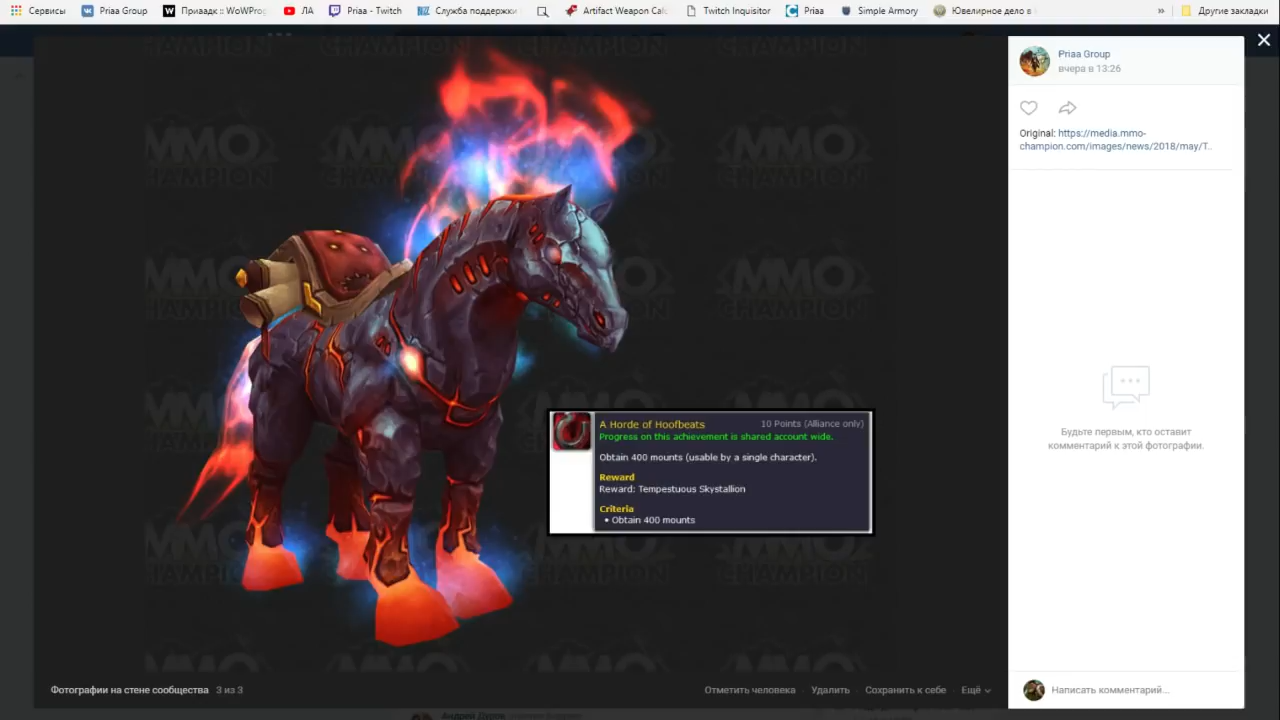 Сервисы
Priaa Group
Приаадк :: WoWProg
ЛА
Priaa - Twitch
Служба поддержки
Artifact Weapon Calc
Twitch Inquisitor
Priaa
Simple Armory
Ювелирное дело в
»
Другие закладки
MMO CHAMPION
Priaa Group
вчера в 13:26
Original: https://media.mmo-
champion.com/images/news/2018/may/T..
Будьте первым, кто оставит
комментарий к этой фотографии.
A Horde of Hoofbeats
10 Points (Alliance only)
Progress on this achievement is shared account wide.
Obtain 400 mounts (usable by a single character).
Reward
Reward: Tempestuous Skystallion
Criteria
• Obtain 400 mounts
Фотографии на стене сообщества 3 из 3
Отметить человека · Удалить · Сохранить к себе · Ещё
Написать комментарий...